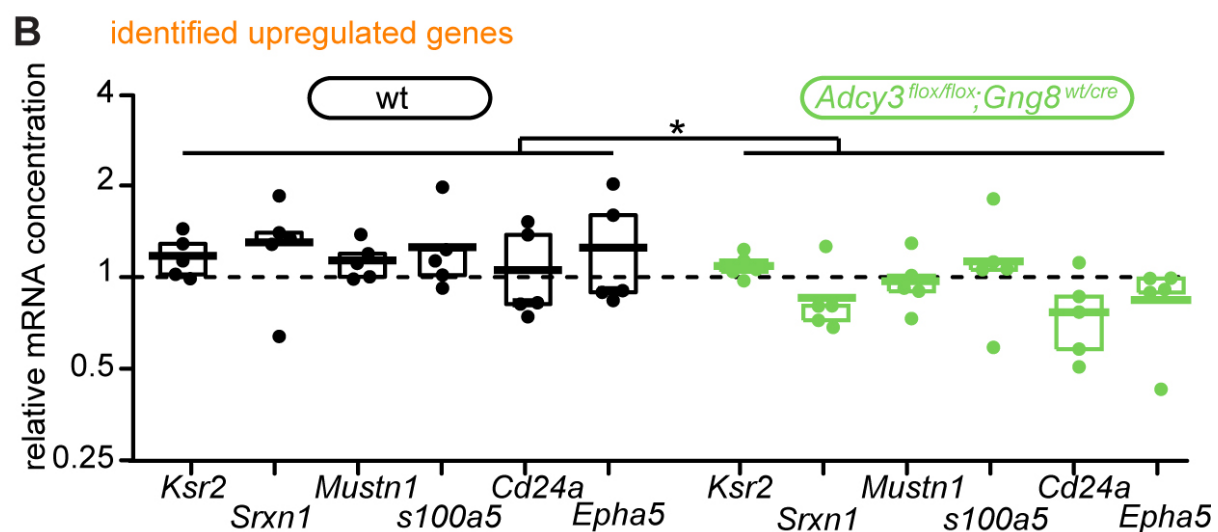 B identified upregulated genes
wt Adcy3flox/flox;Gng8wt/cre
*
relative mRNA concentration
4
2
1
0.5
0.25
Ksr2 Mustn1 Cd24a Ksr2 Mustn1 Cd24a
Srxn1 s100a5 Epha5 Srxn1 s100a5 Epha5